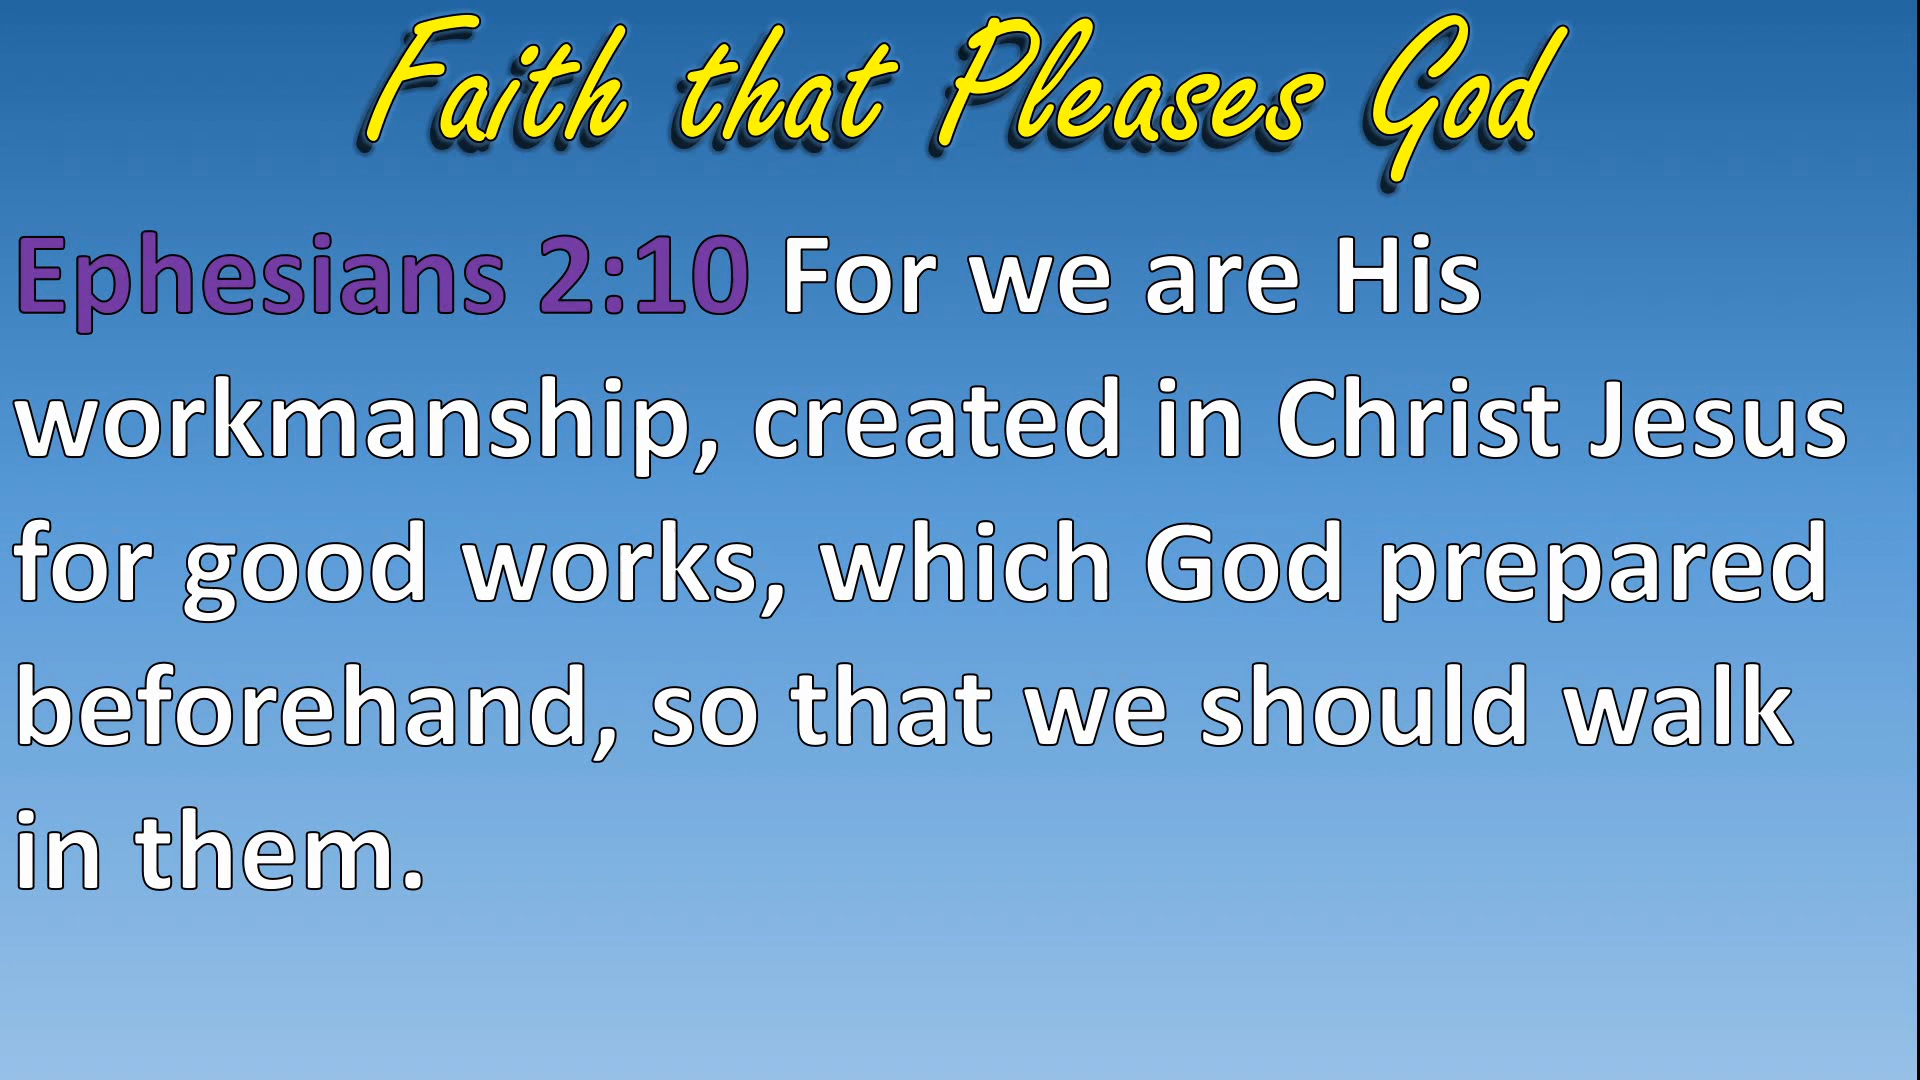 Faith that Pleases God
Ephesians 2:10 For we are His
workmanship, created in Christ Jesus
for good works, which God prepared
beforehand, so that we should walk
in them.